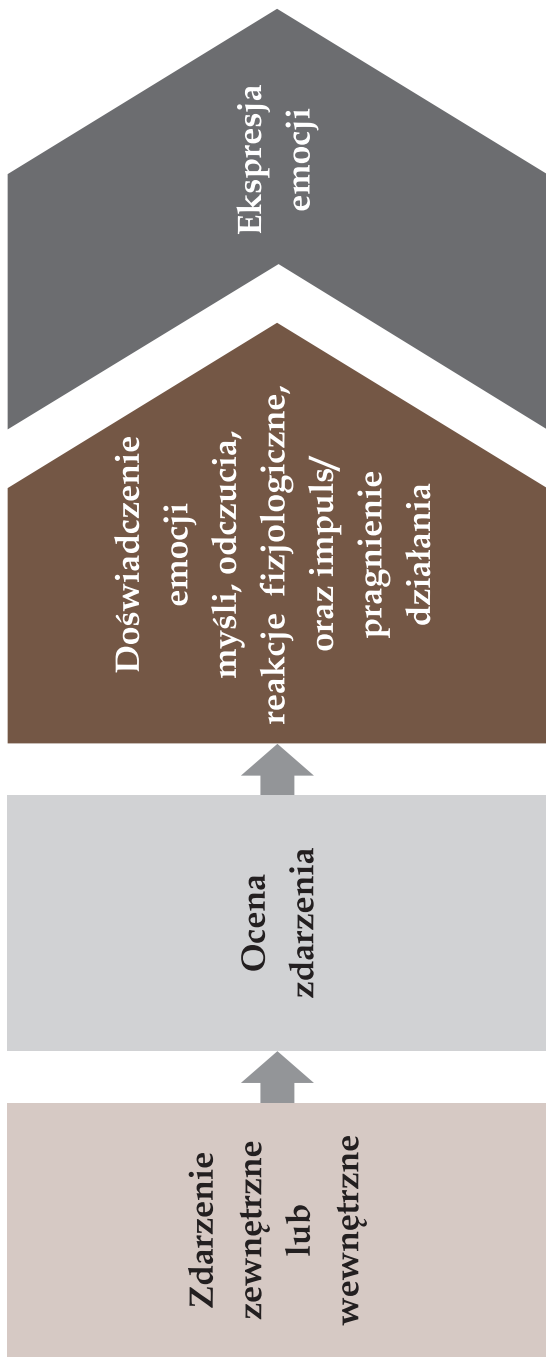 Zdarzenie
zewnętrzne
lub
wewnętrzne
Ocena
zdarzenia
Doświadczenie
emocji
myśli, odczucia,
reakcje fizjologiczne,
oraz impuls/
pragnienie
działania
Ekspresja
emocji